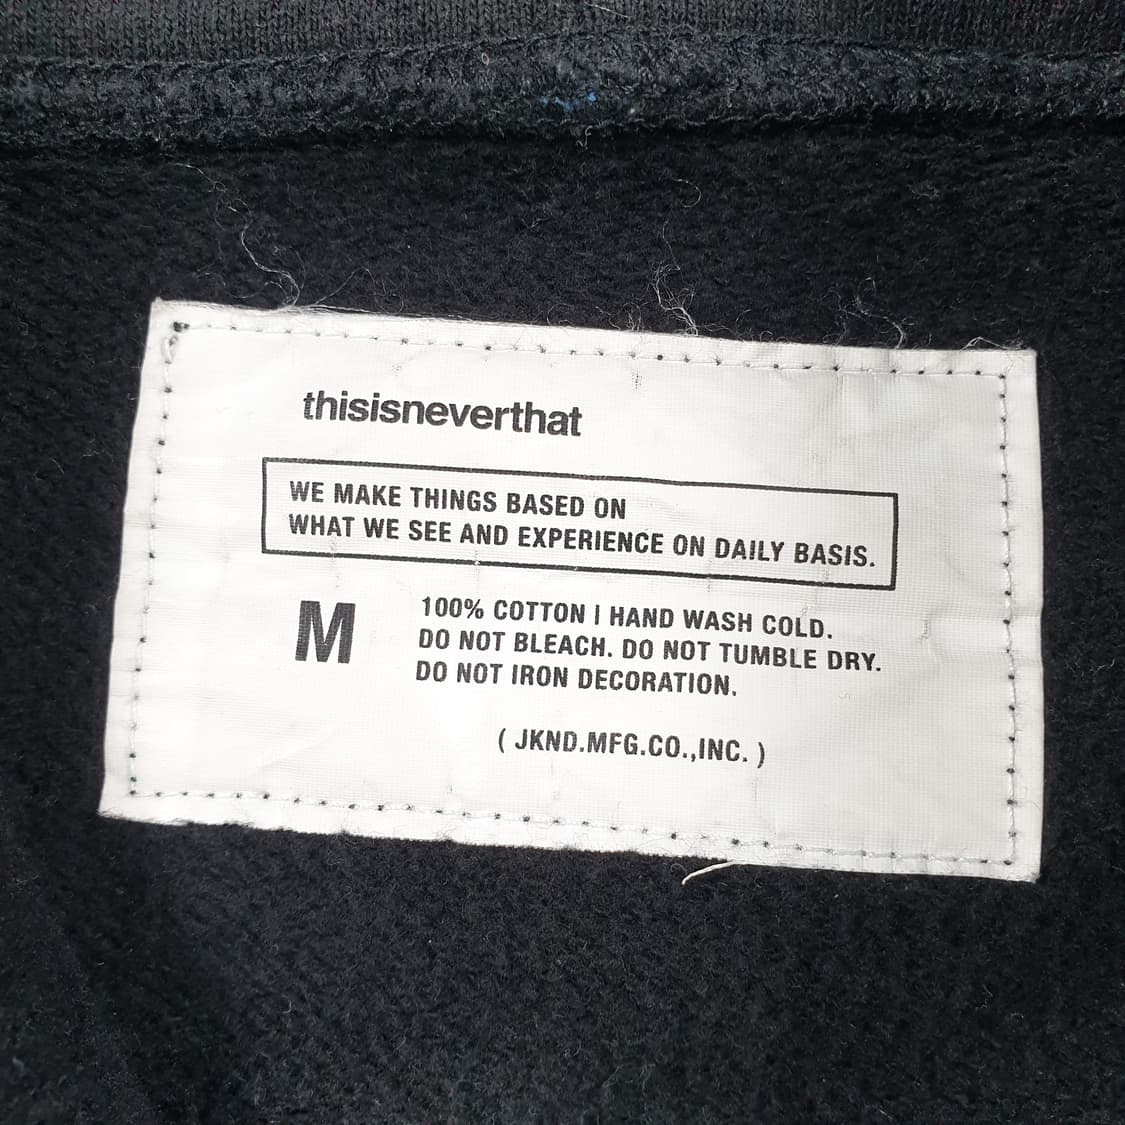 thisisneverthat
WE MAKE THINGS BASED ON
WHAT WE SEE AND EXPERIENCE ON DAILY BASIS.
M
100% COTTON | HAND WASH COLD.
DO NOT BLEACH. DO NOT TUMBLE DRY.
DO NOT IRON DECORATION.
( JKND.MFG.CO.,INC. )